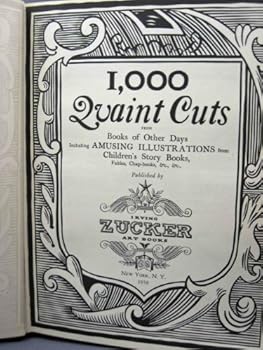 1,000
Quaint Cuts
FROM
Books of Other Days
Including AMUSING ILLUSTRATIONS from
Children's Story Books,
Fables, Chap-books, &c., &c.,
Published by
IRVING
ZUCKER
ART BOOKS
NEW YORK, N. Y.